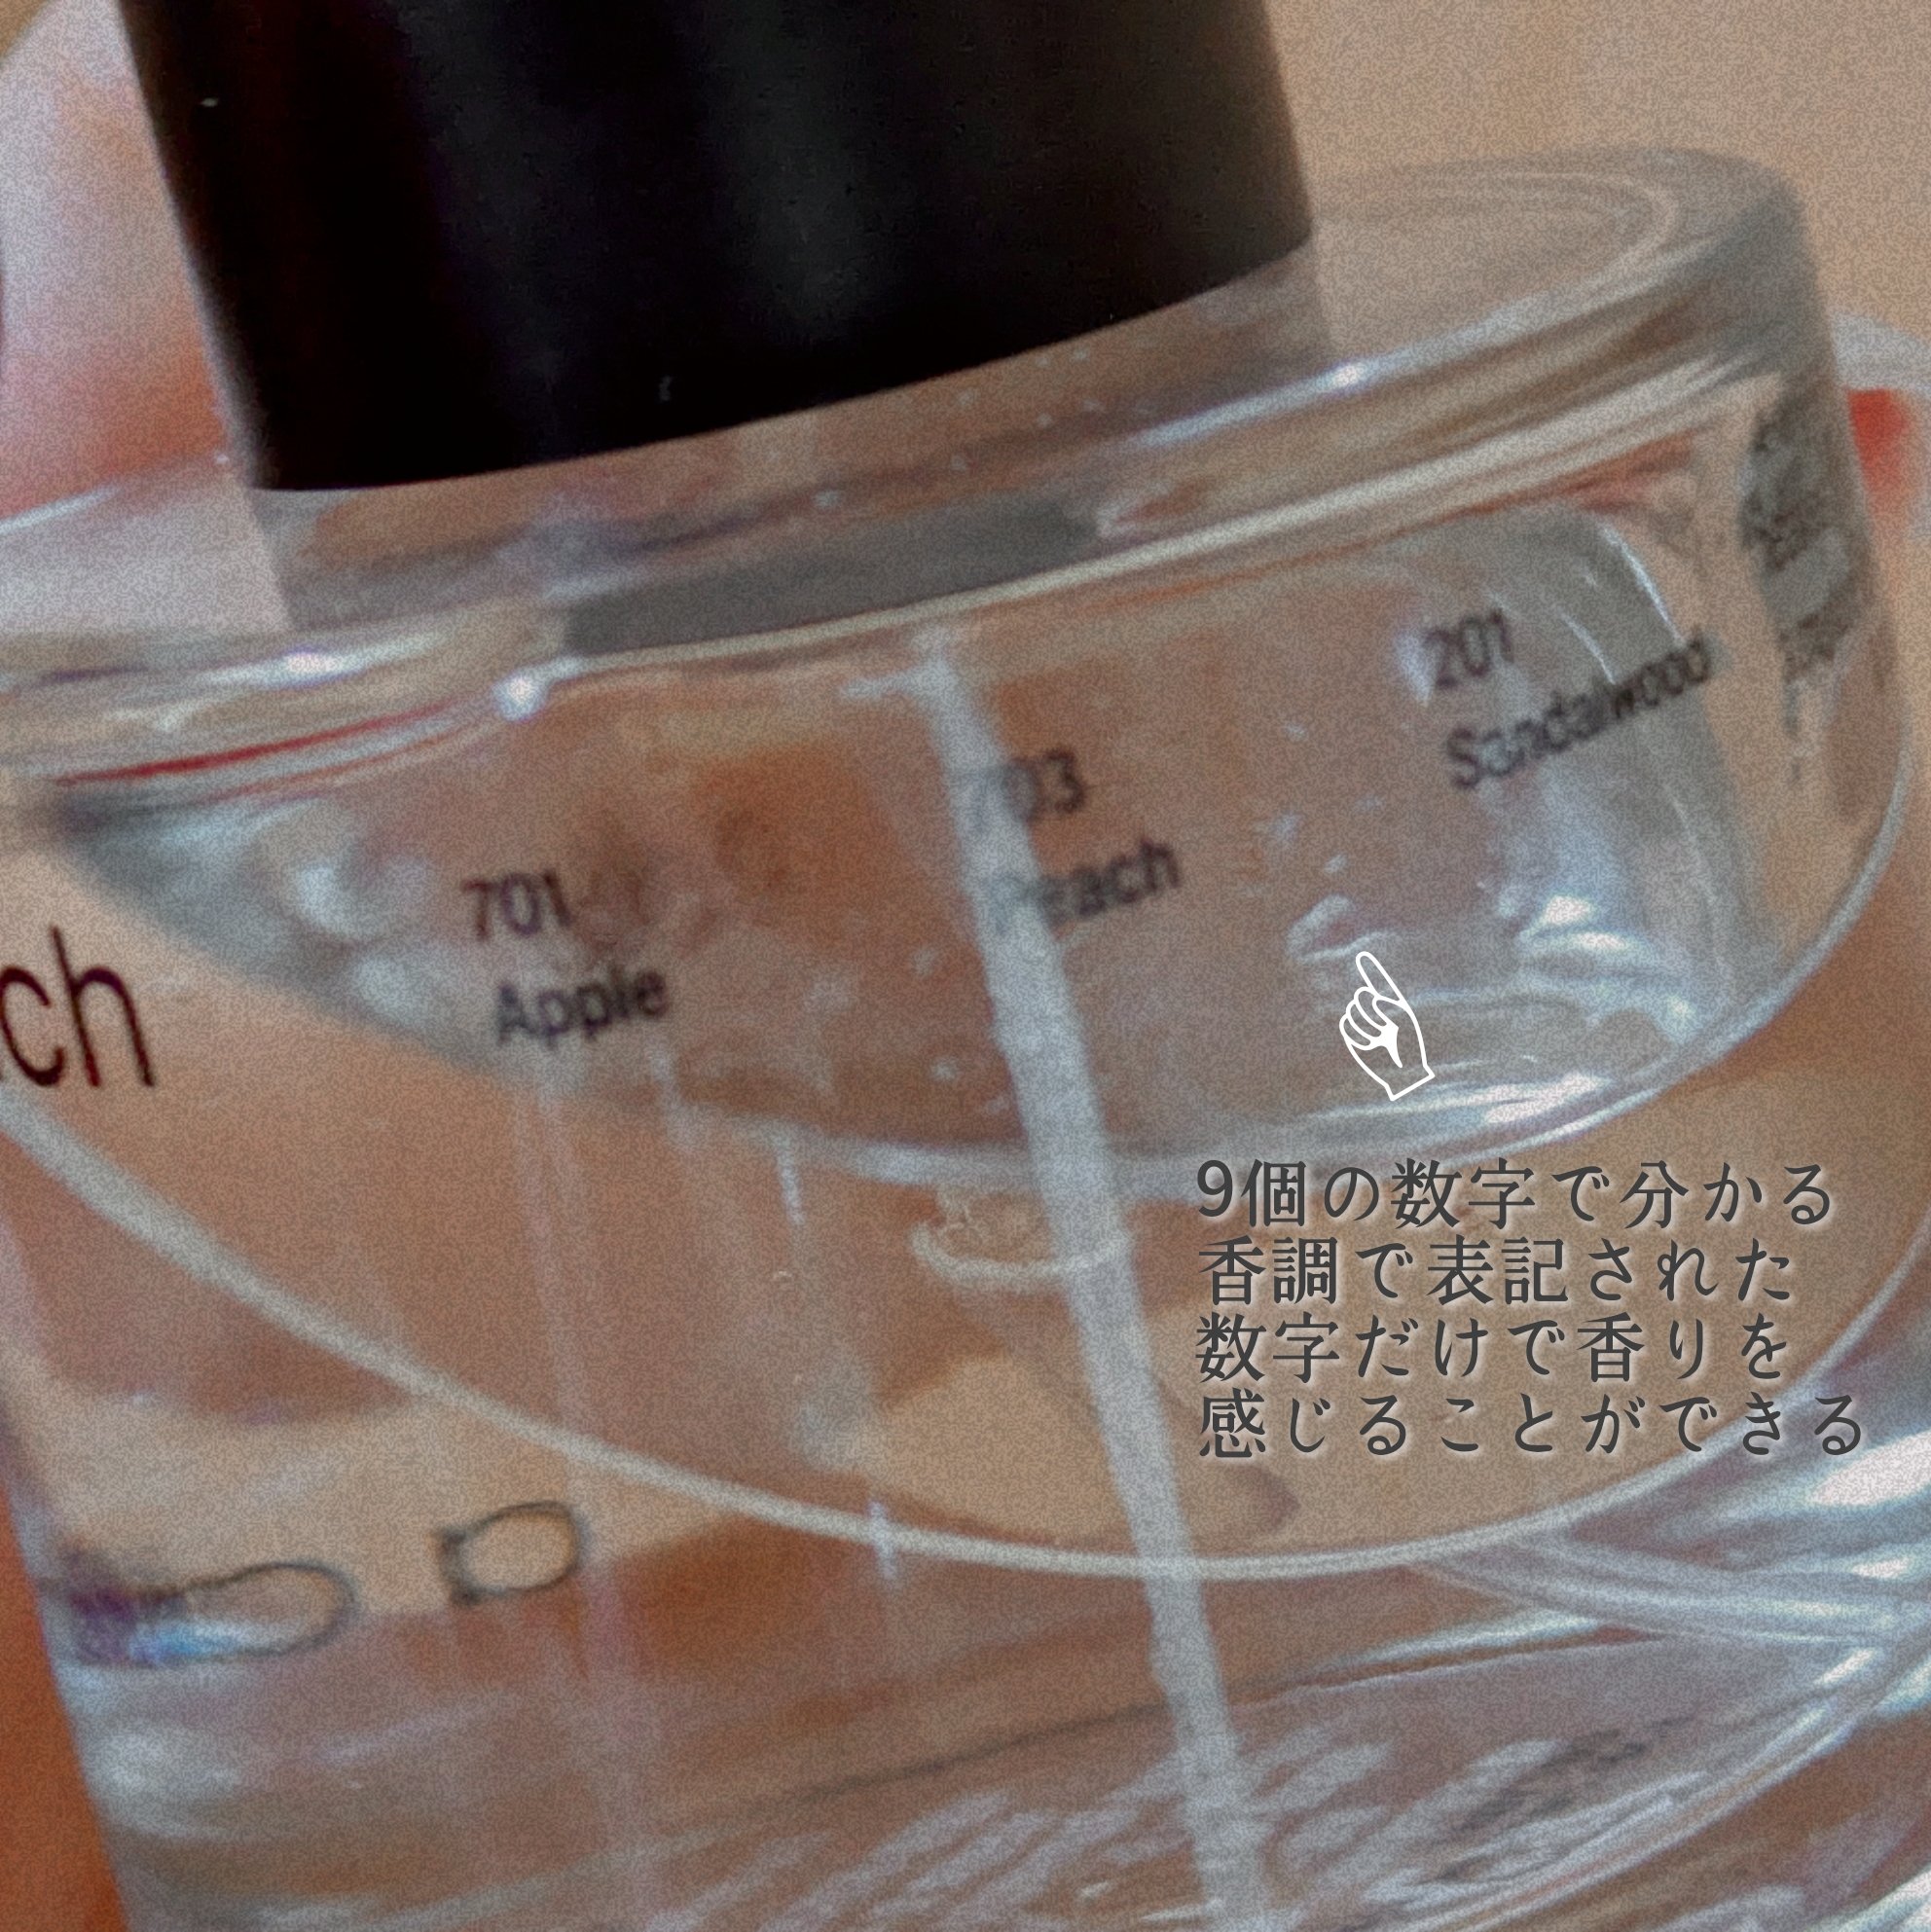 201
Sandalwood
703
Peach
701
Apple
ch
9個の数字で分かる
香調で表記された
数字だけで香りを
感じることができる